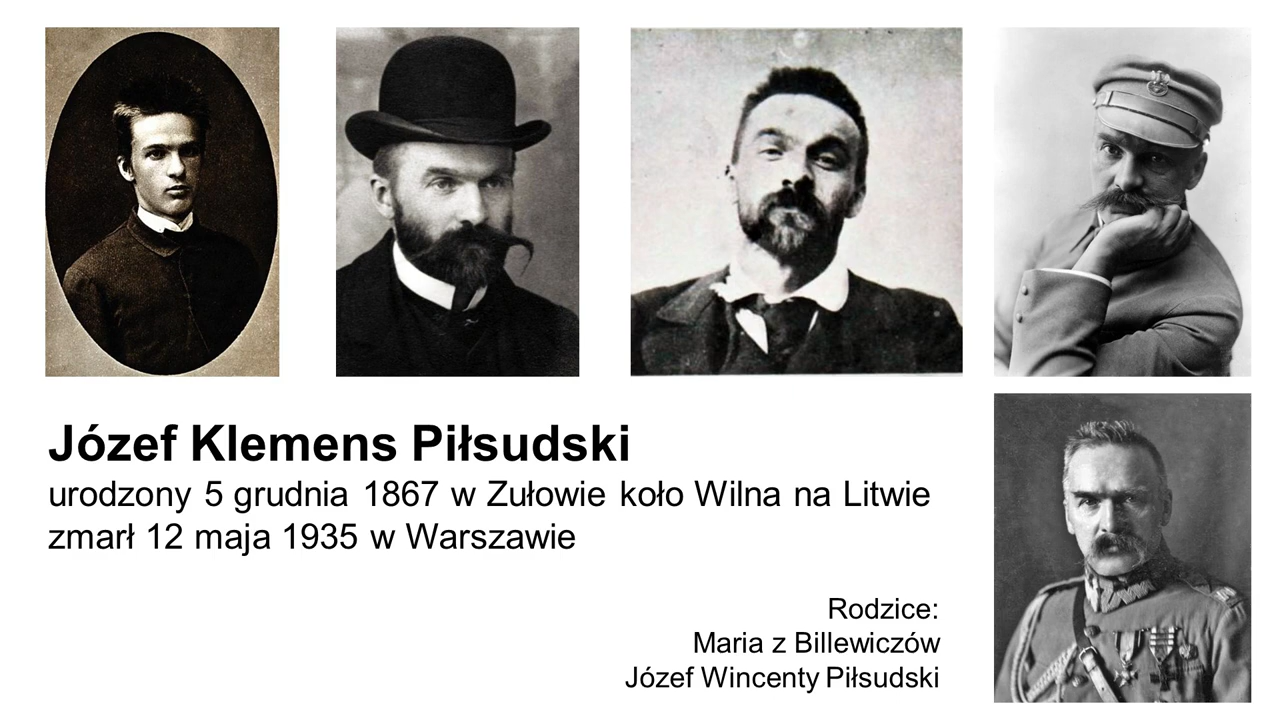 Józef Klemens Piłsudski
urodzony 5 grudnia 1867 w Zułowie koło Wilna na Litwie
zmarł 12 maja 1935 w Warszawie
Rodzice:
Maria z Billewiczów
Józef Wincenty Piłsudski